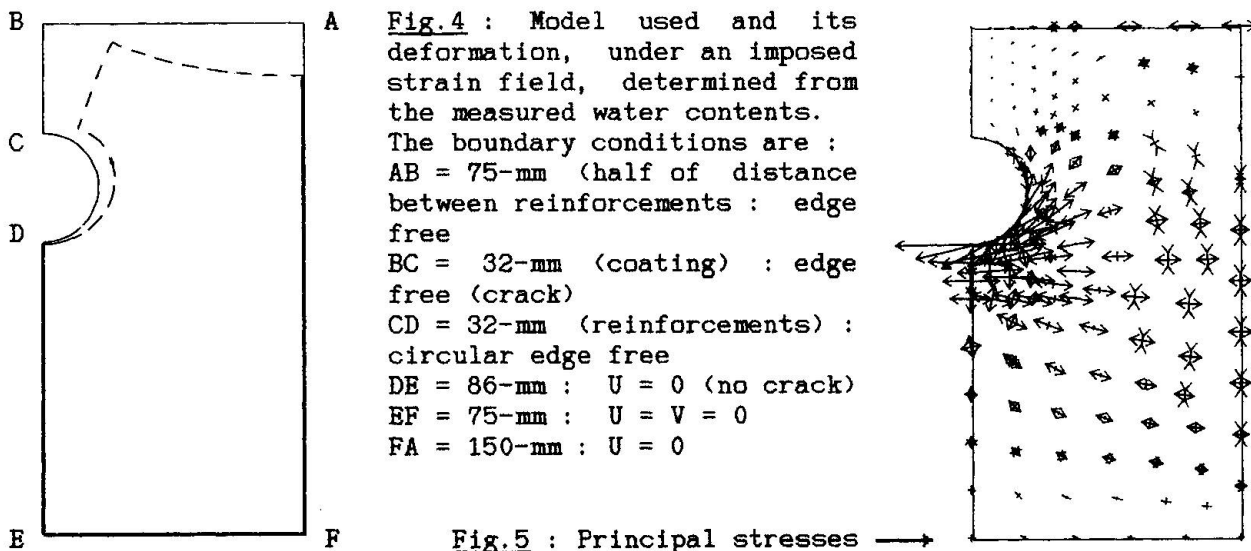 B
A
C
D
E
F
Fig.4 : Model used and its
deformation, under an imposed
strain field, determined from
the measured water contents.
The boundary conditions are :
AB = 75-mm (half of distance
between reinforcements : edge
free
BC = 32-mm (coating) : edge
free (crack)
CD = 32-mm (reinforcements) :
circular edge free
DE = 86-mm : U = 0 (no crack)
EF = 75-mm : U = V = 0
FA = 150-mm : U = 0
Fig.5 : Principal stresses